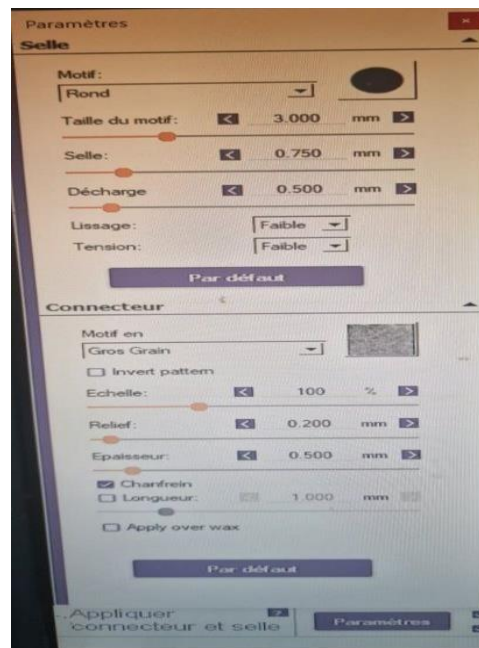 Paramètres
Selle
Motif:
Rond
Taille du motif: < 3.000 mm >
Selle: < 0.750 mm >
Décharge < 0.500 mm >
Lissage: Faible
Tension: Faible
Par défaut
Connecteur
Motif en
Gros Grain
Invert pattern
Echelle: < 100 % >
Relief: < 0.200 mm >
Epaisseur: < 0.500 mm >
Chanfrein
Longueur: 1.000 mm
Apply over wax
Par défaut
Appliquer ?
connecteur et selle Paramètres